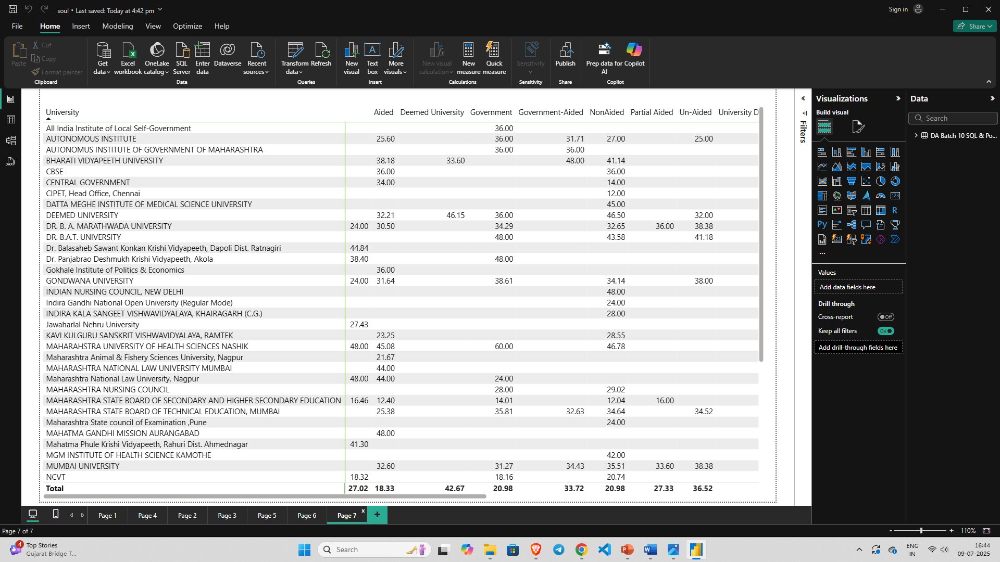 soul • Last saved: Today at 4:42 pm
Sign in
File Home Insert Modeling View Optimize Help
Share
Paste
Cut
Copy
Format painter
Clipboard
Get data
Excel workbook
OneLake catalog
SQL Server
Enter data
Dataverse
Recent sources
Data
Transform data
Refresh
Queries
New visual
Text box
More visuals
Insert
New visual calculation
New measure
Quick measure
Calculations
Sensitivity
Sensitivity
Publish
Share
Prep data for AI
Copilot
Copilot
University Aided Deemed University Government Government-Aided NonAided Partial Aided Un-Aided University D
All India Institute of Local Self-Government 36.00
AUTONOMOUS INSTITUTE 25.60 36.00 31.71 27.00 25.00
AUTONOMUS INSTITUTE OF GOVERNMENT OF MAHARASHTRA 36.00 36.00
BHARATI VIDYAPEETH UNIVERSITY 38.18 33.60 48.00 41.14
CBSE 36.00 36.00
CENTRAL GOVERNMENT 34.00 14.00
CIPET, Head Office, Chennai 12.00
DATTA MEGHE INSTITUTE OF MEDICAL SCIENCE UNIVERSITY 45.00
DEEMED UNIVERSITY 32.21 46.15 36.00 46.50 32.00
DR. B. A. MARATHWADA UNIVERSITY 24.00 30.50 34.29 32.65 36.00 38.38
DR. B.A.T. UNIVERSITY 48.00 43.58 41.18
Dr. Balasaheb Sawant Konkan Krishi Vidyapeeth, Dapoli Dist. Ratnagiri 44.84
Dr. Panjabrao Deshmukh Krishi Vidyapeeth, Akola 38.40 48.00
Gokhale Institute of Politics & Economics 36.00
GONDWANA UNIVERSITY 24.00 31.64 38.61 34.14 38.00
INDIAN NURSING COUNCIL, NEW DELHI 48.00
Indira Gandhi National Open University (Regular Mode) 24.00
INDIRA KALA SANGEET VISHWAVIDYALAYA, KHAIRAGARH (C.G.) 28.00
Jawaharlal Nehru University 27.43
KAVI KULGURU SANSKRIT VISHWAVIDYALAYA, RAMTEK 23.25 28.55
MAHARAHSTRA UNIVERSITY OF HEALTH SCIENCES NASHIK 48.00 45.08 60.00 46.78
Maharashtra Animal & Fishery Sciences University, Nagpur 21.67
MAHARASHTRA NATIONAL LAW UNIVERSITY MUMBAI 44.00
Maharashtra National Law University, Nagpur 48.00 44.00 24.00
MAHARASHTRA NURSING COUNCIL 28.00 29.02
MAHARASHTRA STATE BOARD OF SECONDARY AND HIGHER SECONDARY EDUCATION 16.46 12.40 14.01 12.04 16.00
MAHARASHTRA STATE BOARD OF TECHNICAL EDUCATION, MUMBAI 25.38 35.81 32.63 34.64 34.52
Maharashtra State council of Examination ,Pune 24.00
MAHATMA GANDHI MISSION AURANGABAD 48.00
Mahatma Phule Krishi Vidyapeeth, Rahuri Dist. Ahmednagar 41.30
MGM INSTITUTE OF HEALTH SCIENCE KAMOTHE 42.00
MUMBAI UNIVERSITY 32.60 31.27 34.43 35.51 33.60 38.38
NCVT 18.32 18.16 20.74
Total 27.02 18.33 42.67 20.98 33.72 20.98 27.33 36.52
Filters
Visualizations
Build visual
123
R
Py
123
...
Values
Add data fields here
Drill through
Cross-report Off
Keep all filters On
Add drill-through fields here
Data
Search
DA Batch 10 SQL & Po...
DAX
Page 1 Page 4 Page 2 Page 3 Page 5 Page 6 Page 7 x +
Page 7 of 7
- + 110%
4
Top Stories
Gujarat Bridge T...
Search
ENG
IN
16:44
09-07-2025